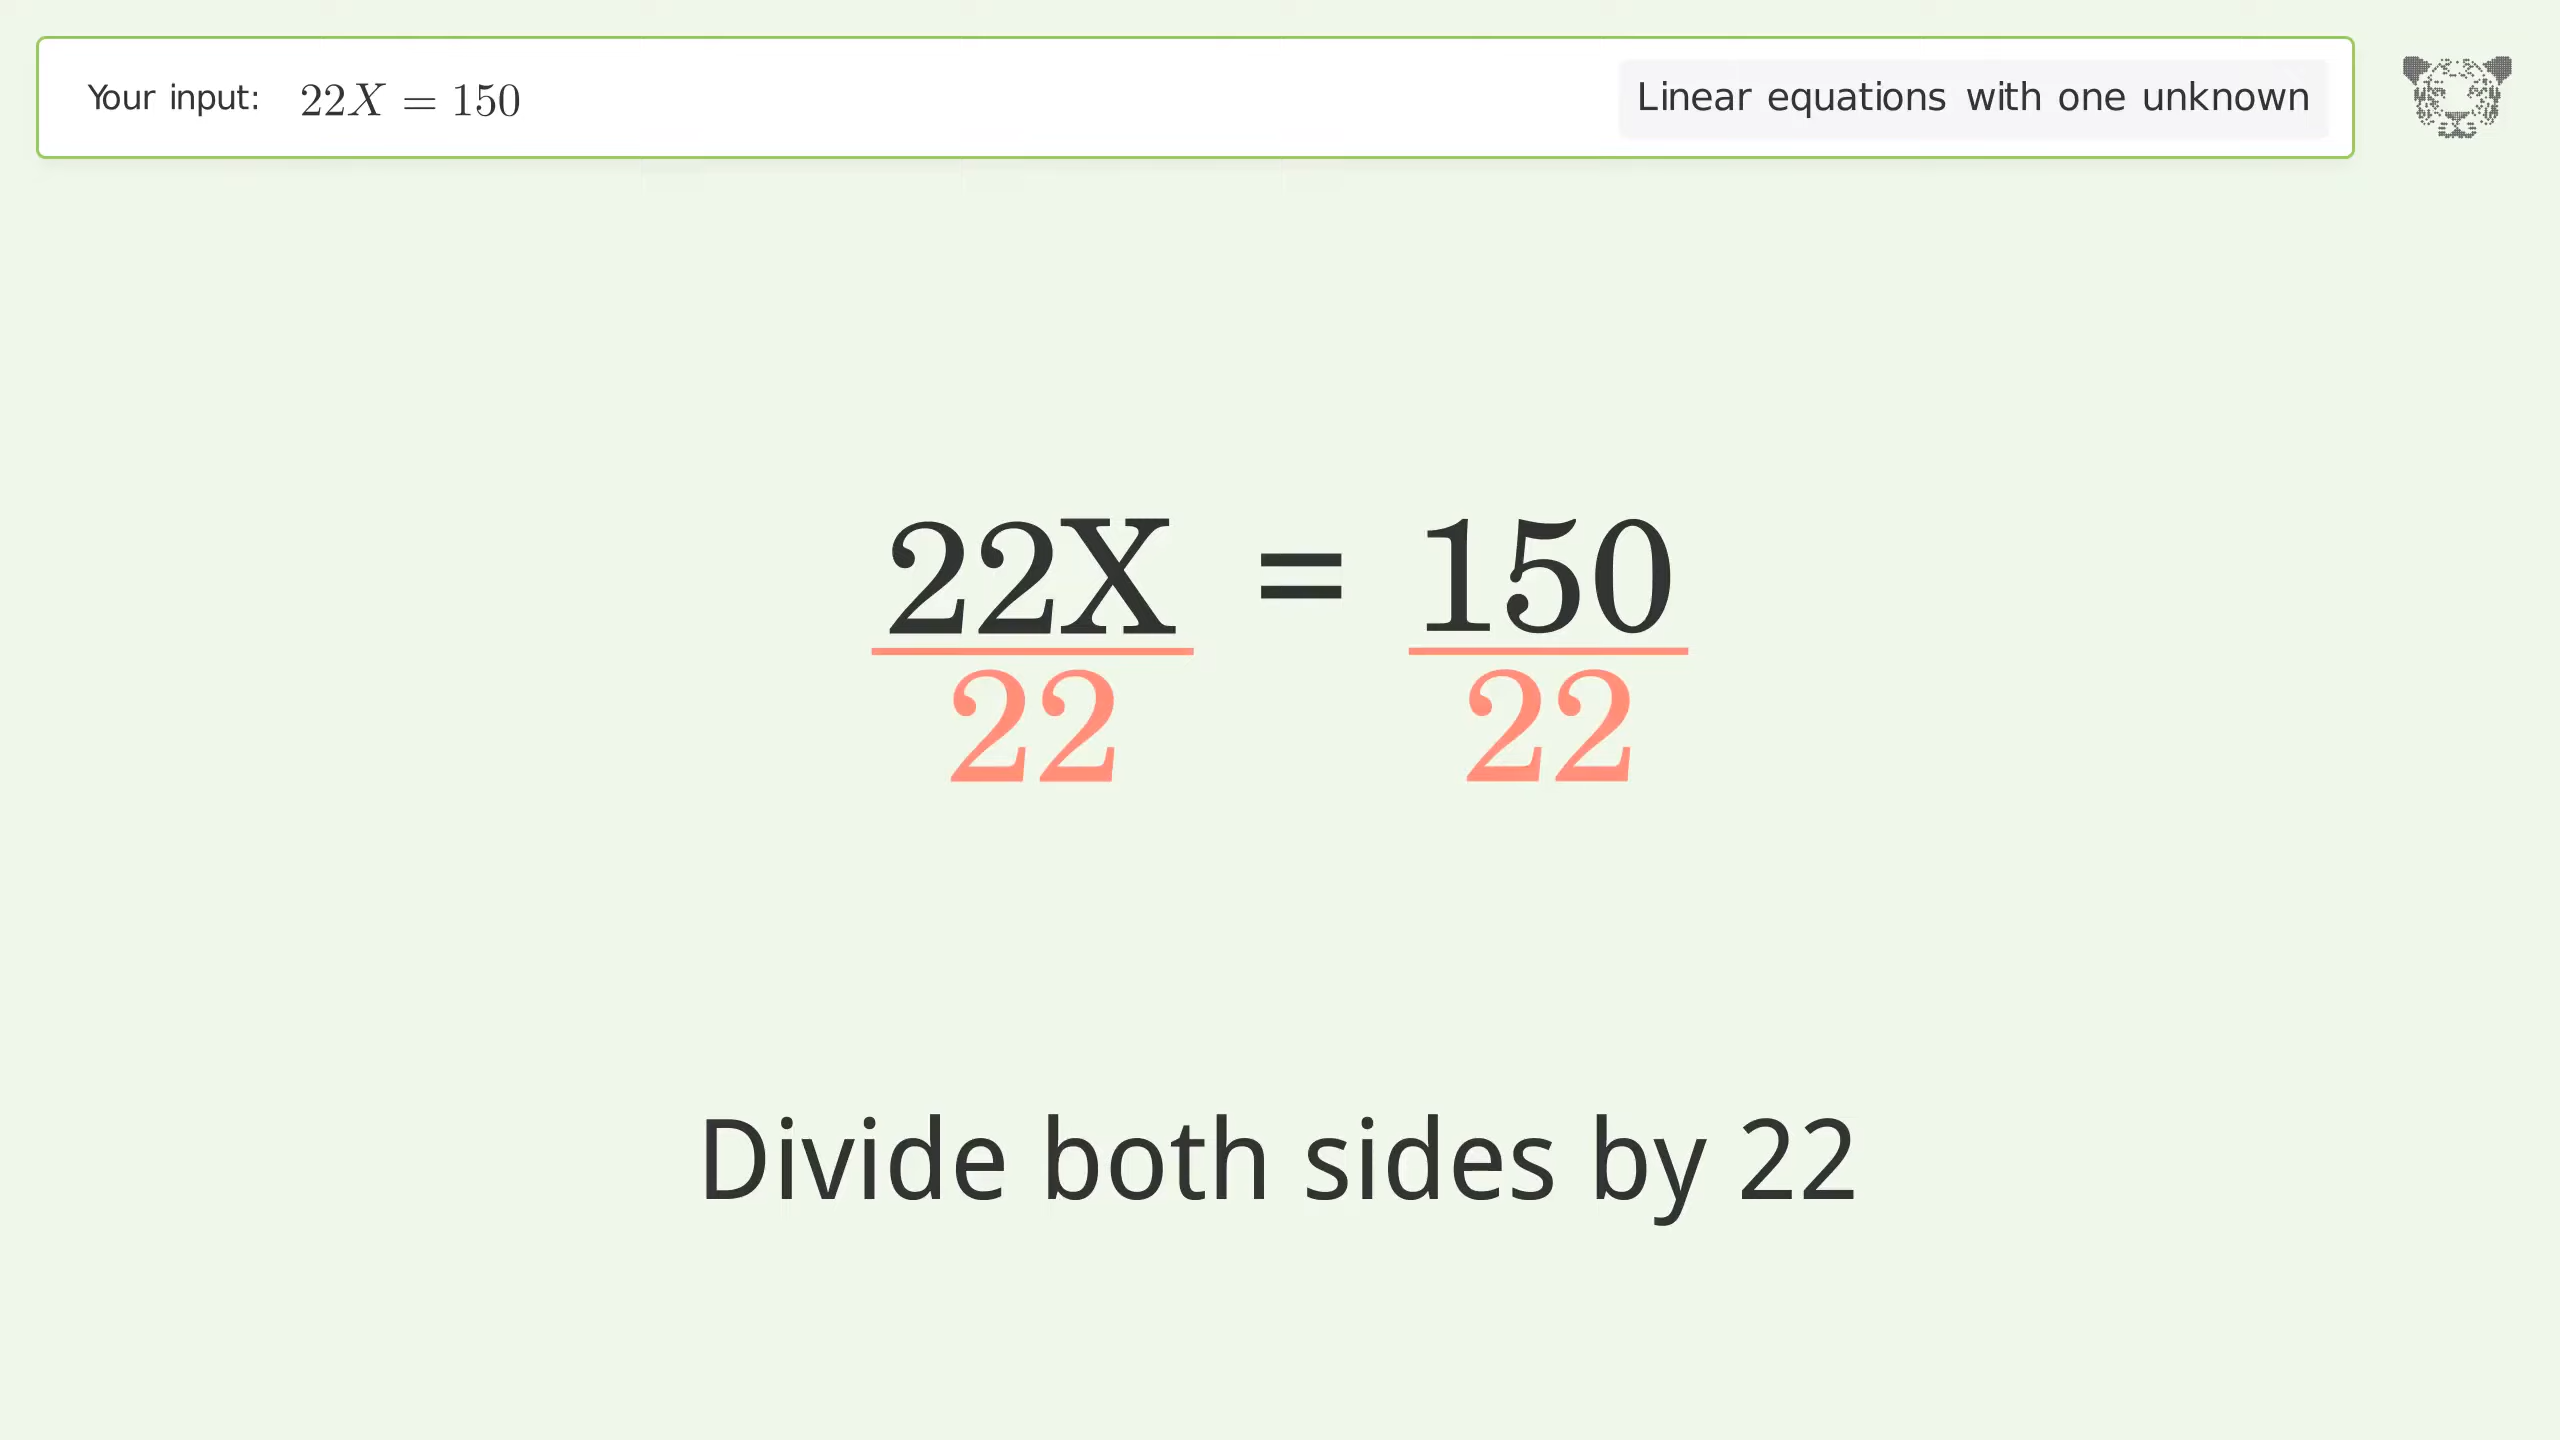 Your input: 22X = 150
Linear equations with one unknown
22X = 150
22 22
Divide both sides by 22